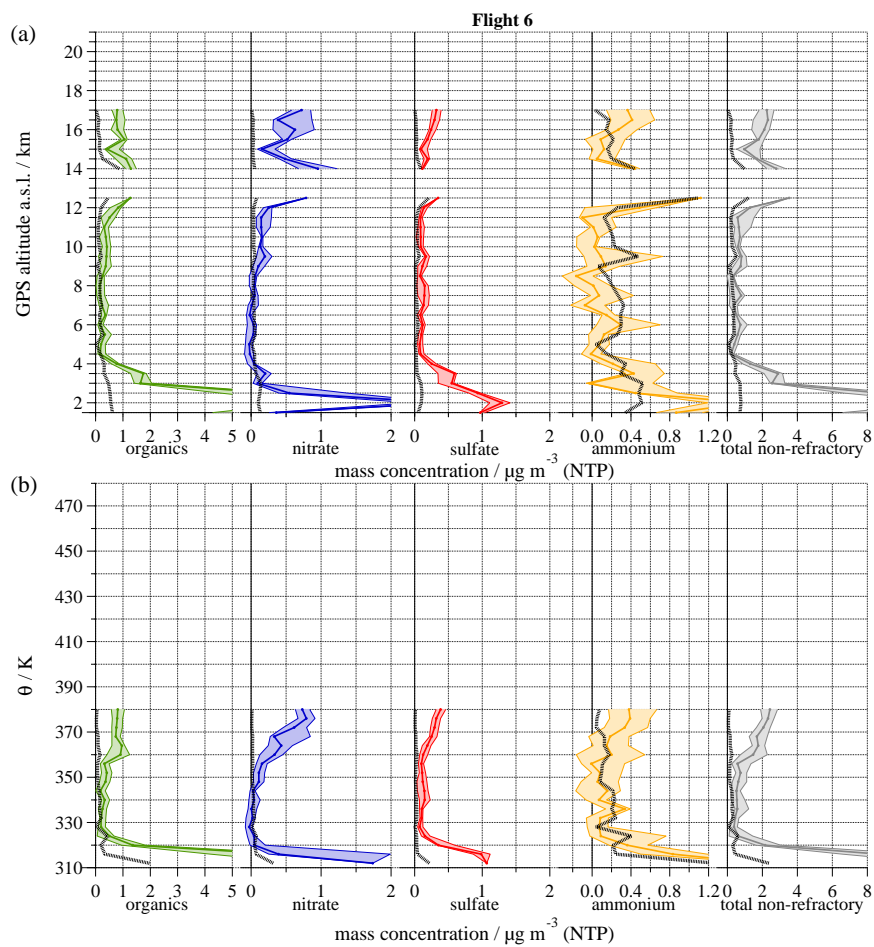 Flight 6
(a)
GPS altitude a.s.l. / km
20
18
16
14
12
10
8
6
4
2
0 1 2 3 4 5 0 1 2 0 1 2 0.0 0.4 0.8 1.2 0 2 4 6 8
organics nitrate sulfate ammonium total non-refractory
mass concentration / µg m⁻³ (NTP)
(b)
θ / K
470
450
430
410
390
370
350
330
310
0 1 2 3 4 5 0 1 2 0 1 2 0.0 0.4 0.8 1.2 0 2 4 6 8
organics nitrate sulfate ammonium total non-refractory
mass concentration / µg m⁻³ (NTP)